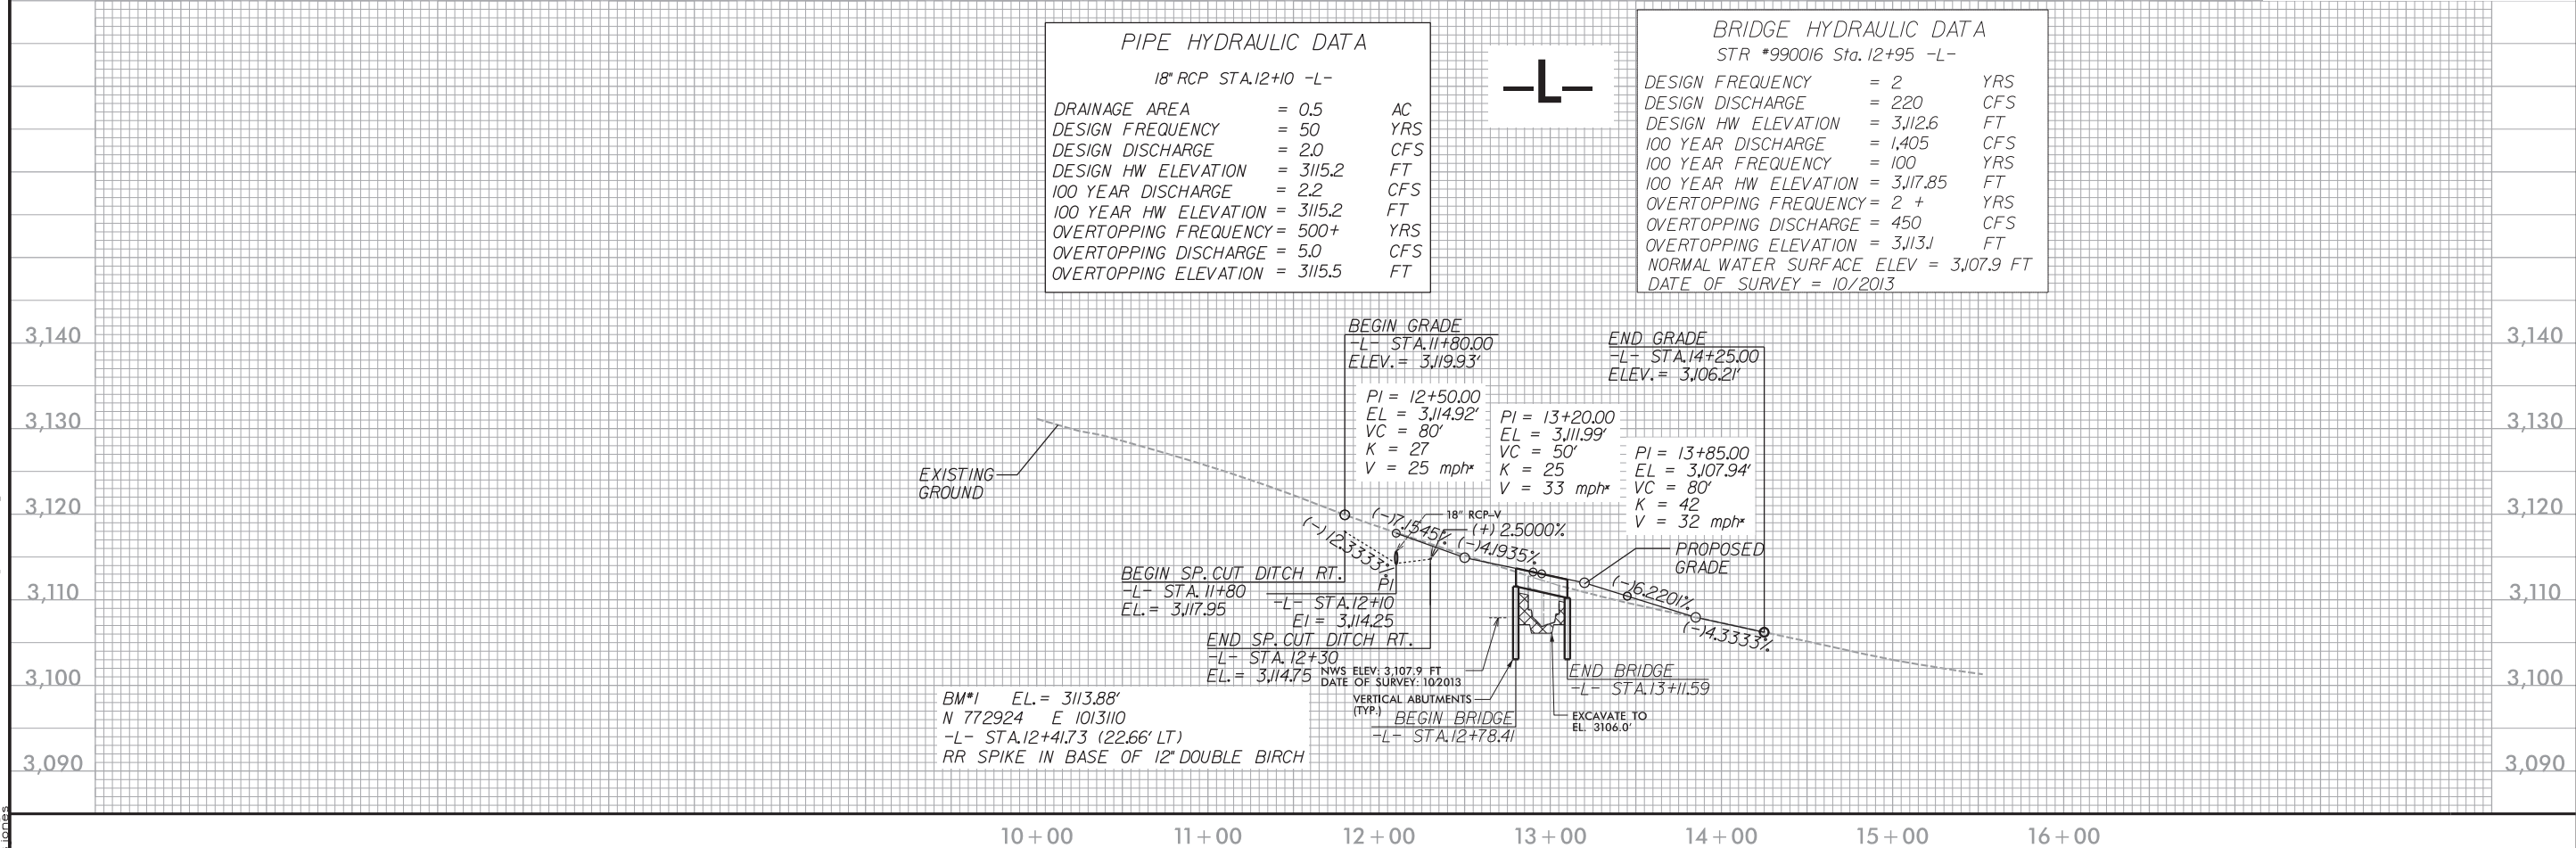 PIPE HYDRAULIC DATA
18" RCP STA.12+10 -L-
DRAINAGE AREA = 0.5 AC
DESIGN FREQUENCY = 50 YRS
DESIGN DISCHARGE = 2.0 CFS
DESIGN HW ELEVATION = 3115.2 FT
100 YEAR DISCHARGE = 2.2 CFS
100 YEAR HW ELEVATION = 3115.2 FT
OVERTOPPING FREQUENCY = 500+ YRS
OVERTOPPING DISCHARGE = 5.0 CFS
OVERTOPPING ELEVATION = 3115.5 FT
-L-
BRIDGE HYDRAULIC DATA
STR #990016 Sta. 12+95 -L-
DESIGN FREQUENCY = 2 YRS
DESIGN DISCHARGE = 220 CFS
DESIGN HW ELEVATION = 3,112.6 FT
100 YEAR DISCHARGE = 1,405 CFS
100 YEAR FREQUENCY = 100 YRS
100 YEAR HW ELEVATION = 3,117.85 FT
OVERTOPPING FREQUENCY = 2 + YRS
OVERTOPPING DISCHARGE = 450 CFS
OVERTOPPING ELEVATION = 3,113.1 FT
NORMAL WATER SURFACE ELEV = 3,107.9 FT
DATE OF SURVEY = 10/2013
3,140
3,130
3,120
3,110
3,100
3,090
BEGIN GRADE
-L- STA.11+80.00
ELEV.= 3,119.93'
END GRADE
-L- STA.14+25.00
ELEV.= 3,106.21'
PI = 12+50.00
EL = 3,114.92'
VC = 80'
K = 27
V = 25 mph*
PI = 13+20.00
EL = 3,111.99'
VC = 50'
K = 25
V = 33 mph*
PI = 13+85.00
EL = 3,107.94'
VC = 80'
K = 42
V = 32 mph*
EXISTING
GROUND
(-)12.3333%
(-)7.1545%
18" RCP-V
(+) 2.5000%
(-)4.1935%
PROPOSED
GRADE
(-)6.2201%
(-)4.3333%
BEGIN SP.CUT DITCH RT.
-L- STA.11+80
EL.= 3,117.95
PI
-L- STA.12+10
El = 3,114.25
END SP.CUT DITCH RT.
-L- STA.12+30
EL.= 3,114.75
NWS ELEV: 3,107.9 FT
DATE OF SURVEY: 10/2013
VERTICAL ABUTMENTS
(TYP.)
BEGIN BRIDGE
-L- STA.12+78.41
END BRIDGE
-L- STA.13+11.59
EXCAVATE TO
EL. 3106.0'
BM#1 EL.= 3113.88'
N 772924 E 1013110
-L- STA.12+41.73 (22.66' LT)
RR SPIKE IN BASE OF 12" DOUBLE BIRCH
3,140
3,130
3,120
3,110
3,100
3,090
10+00 11+00 12+00 13+00 14+00 15+00 16+00